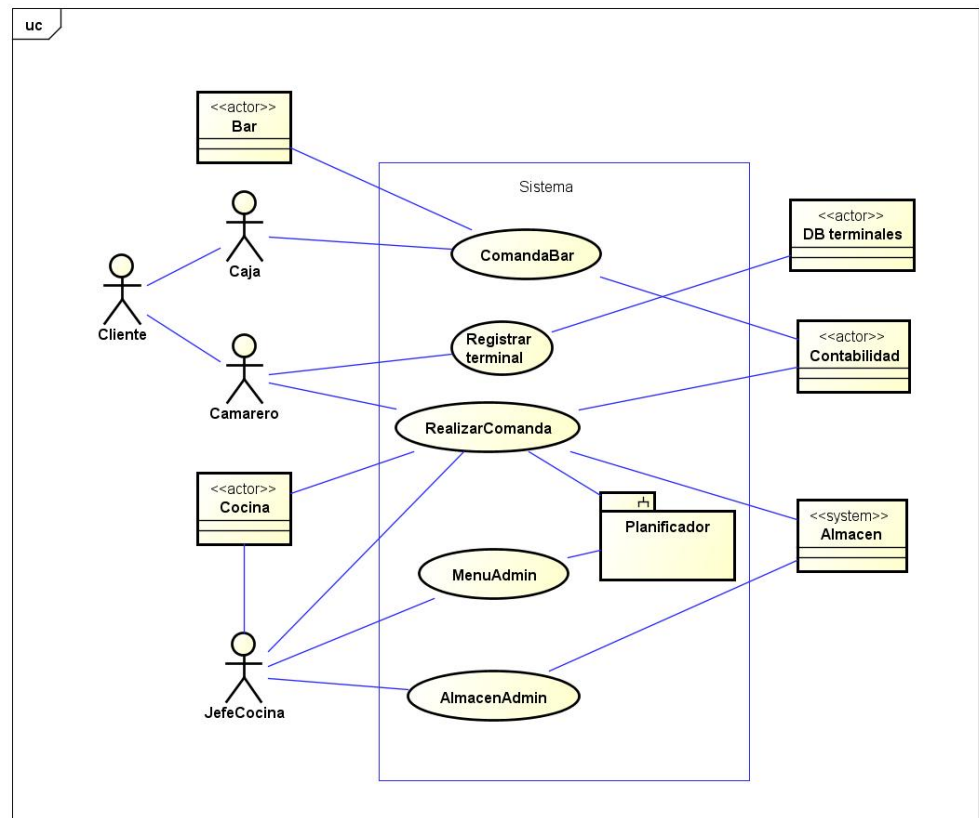 uc
<<actor>>
Bar
Sistema
<<actor>>
DB terminales
Caja
ComandaBar
Cliente
Registrar
terminal
<<actor>>
Contabilidad
Camarero
RealizarComanda
<<actor>>
Cocina
Planificador
<<system>>
Almacen
MenuAdmin
JefeCocina
AlmacenAdmin